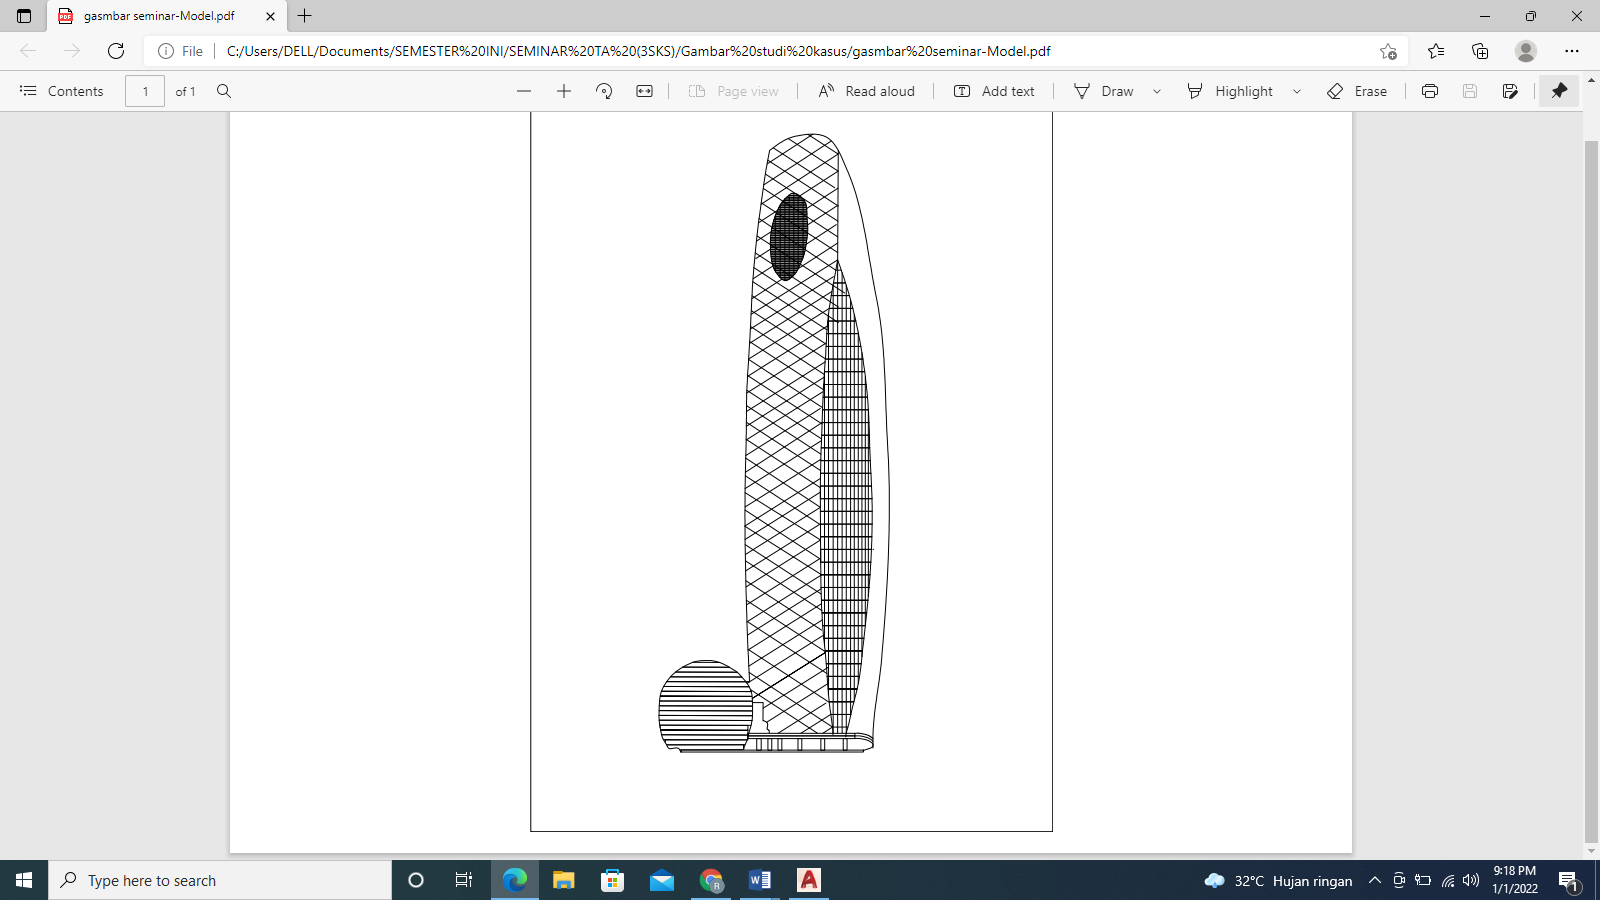 gasmbar seminar-Model.pdf
File
C:/Users/DELL/Documents/SEMESTER%20INI/SEMINAR%20TA%20(3SKS)/Gambar%20studi%20kasus/gasmbar%20seminar-Model.pdf
Contents 1 of 1 Page view Read aloud Add text Draw Highlight Erase
Type here to search
32°C Hujan ringan
9:18 PM
1/1/2022
1